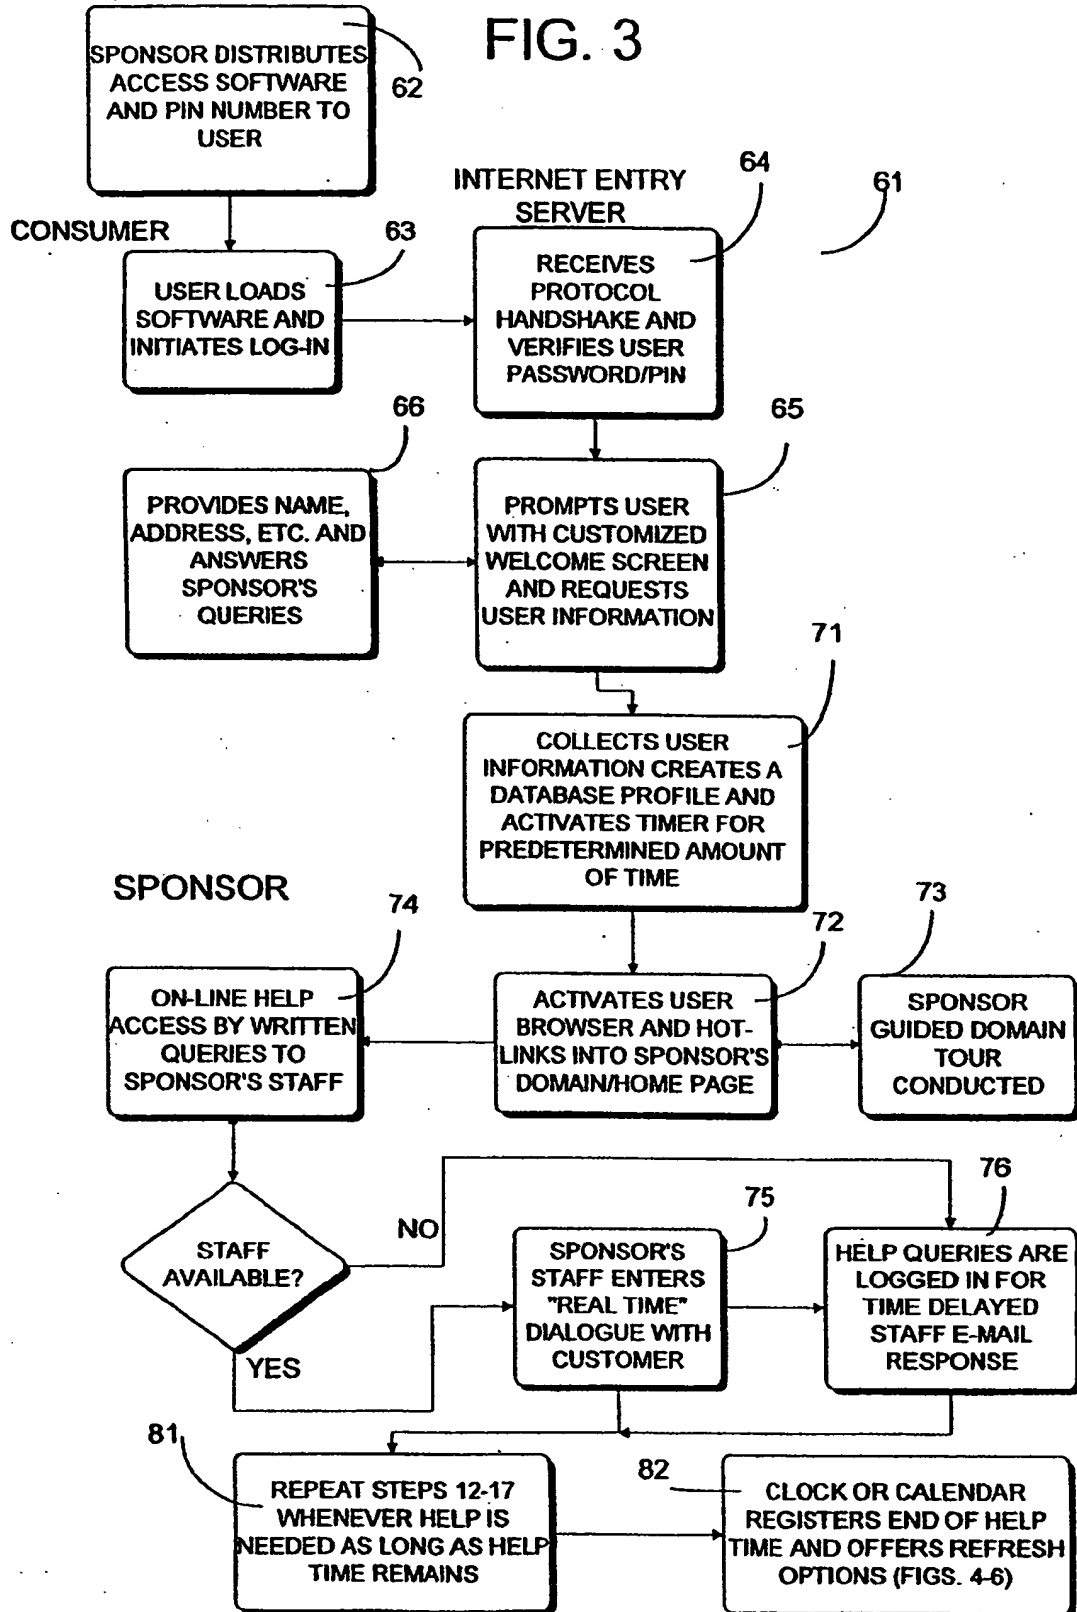 FIG. 3
SPONSOR DISTRIBUTES
ACCESS SOFTWARE
AND PIN NUMBER TO
USER
62
CONSUMER
63
USER LOADS
SOFTWARE AND
INITIATES LOG-IN
INTERNET ENTRY
SERVER
64
61
RECEIVES
PROTOCOL
HANDSHAKE AND
VERIFIES USER
PASSWORD/PIN
66
PROVIDES NAME,
ADDRESS, ETC. AND
ANSWERS
SPONSOR'S
QUERIES
65
PROMPTS USER
WITH CUSTOMIZED
WELCOME SCREEN
AND REQUESTS
USER INFORMATION
71
COLLECTS USER
INFORMATION CREATES A
DATABASE PROFILE AND
ACTIVATES TIMER FOR
PREDETERMINED AMOUNT
OF TIME
SPONSOR
74
ON-LINE HELP
ACCESS BY WRITTEN
QUERIES TO
SPONSOR'S STAFF
72
ACTIVATES USER
BROWSER AND HOT-
LINKS INTO SPONSOR'S
DOMAIN/HOME PAGE
73
SPONSOR
GUIDED DOMAIN
TOUR
CONDUCTED
STAFF
AVAILABLE?
NO
YES
75
SPONSOR'S
STAFF ENTERS
"REAL TIME"
DIALOGUE WITH
CUSTOMER
76
HELP QUERIES ARE
LOGGED IN FOR
TIME DELAYED
STAFF E-MAIL
RESPONSE
81
REPEAT STEPS 12-17
WHENEVER HELP IS
NEEDED AS LONG AS HELP
TIME REMAINS
82
CLOCK OR CALENDAR
REGISTERS END OF HELP
TIME AND OFFERS REFRESH
OPTIONS (FIGS. 4-6)